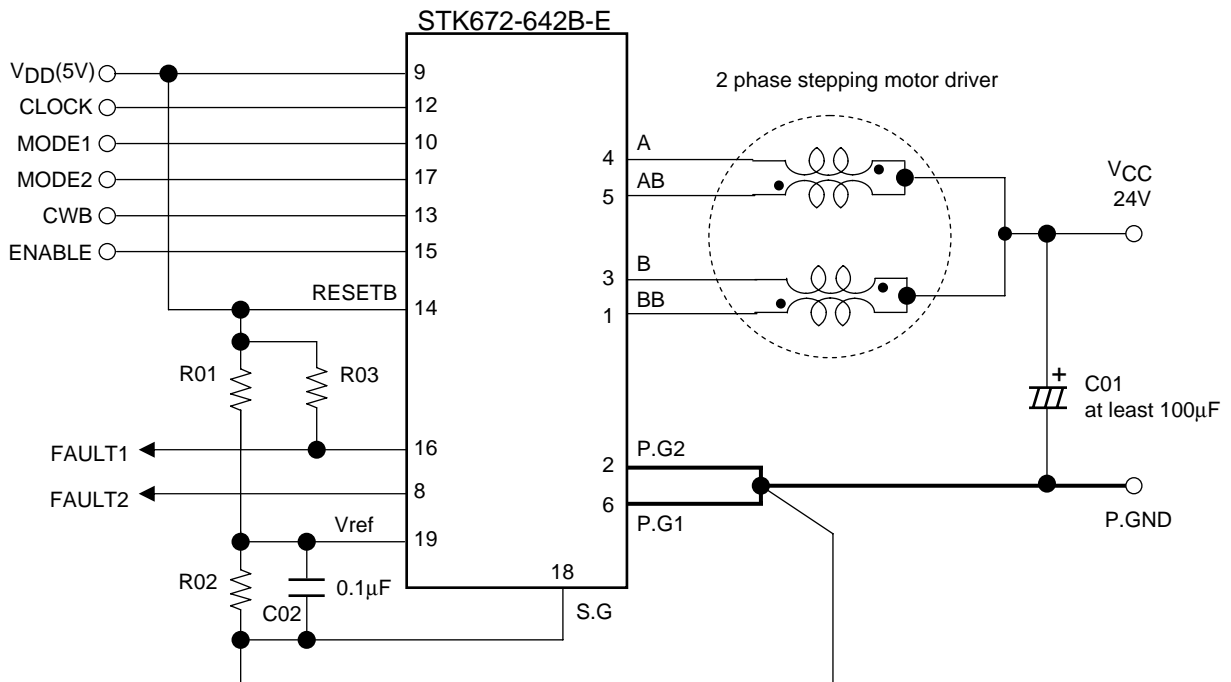 STK672-642B-E
VDD(5V)
9
CLOCK
12
MODE1
10
MODE2
17
CWB
13
ENABLE
15
RESETB
14
R01
R03
FAULT1
16
FAULT2
8
Vref
19
R02
C02
0.1μF
18
S.G
2 phase stepping motor driver
4
A
5
AB
3
B
1
BB
VCC
24V
+
C01
at least 100μF
2
P.G2
6
P.G1
P.GND